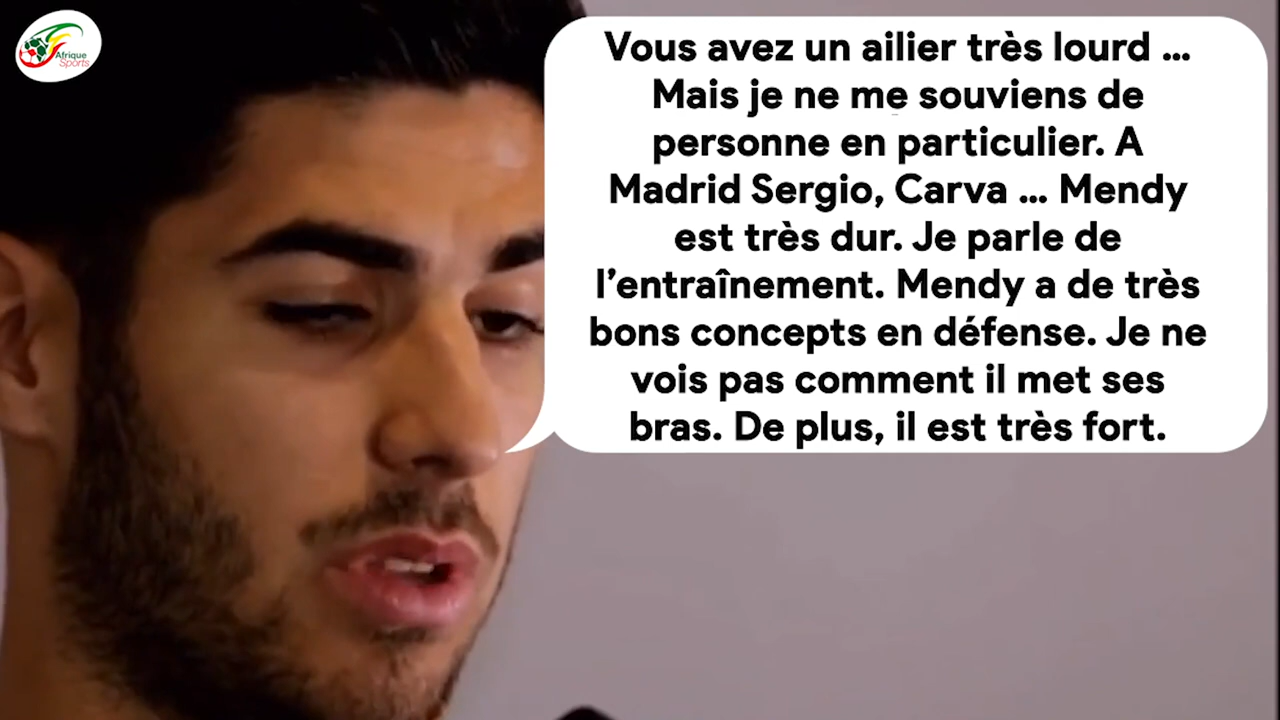 Afrique
Sports
Vous avez un ailier très lourd ...
Mais je ne me souviens de
personne en particulier. A
Madrid Sergio, Carva ... Mendy
est très dur. Je parle de
l’entraînement. Mendy a de très
bons concepts en défense. Je ne
vois pas comment il met ses
bras. De plus, il est très fort.